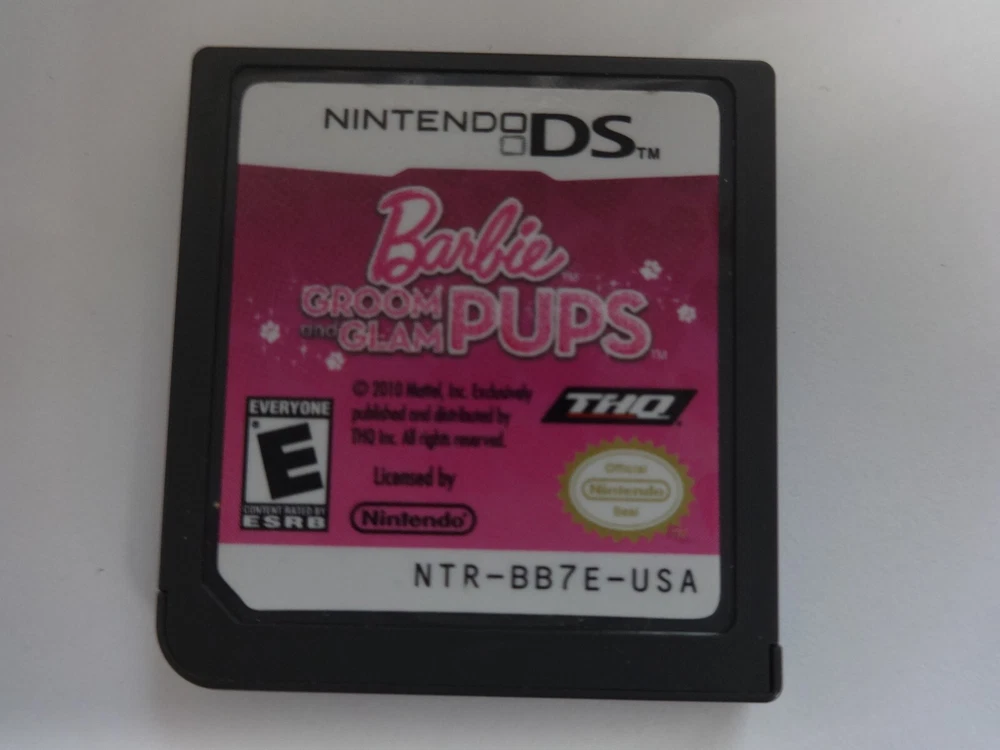 NINTENDO DS™
Barbie™
GROOM and GLAM PUPS™
© 2010 Mattel, Inc. Exclusively
published and distributed by
THQ Inc. All rights reserved.
THQ
EVERYONE
E
CONTENT RATED BY
ESRB
Licensed by
Nintendo®
Official
Nintendo
Seal
NTR-BB7E-USA